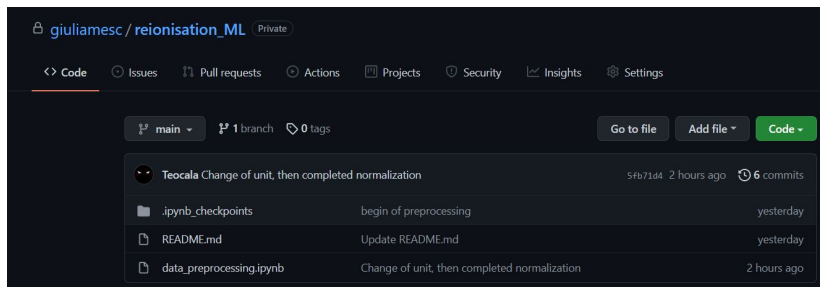 giuliamesc / reionisation_ML Private
<> Code Issues Pull requests Actions Projects Security Insights Settings
main 1 branch 0 tags Go to file Add file Code
Teocala Change of unit, then completed normalization 5fb71d4 2 hours ago 6 commits
.ipynb_checkpoints begin of preprocessing yesterday
README.md Update README.md yesterday
data_preprocessing.ipynb Change of unit, then completed normalization 2 hours ago